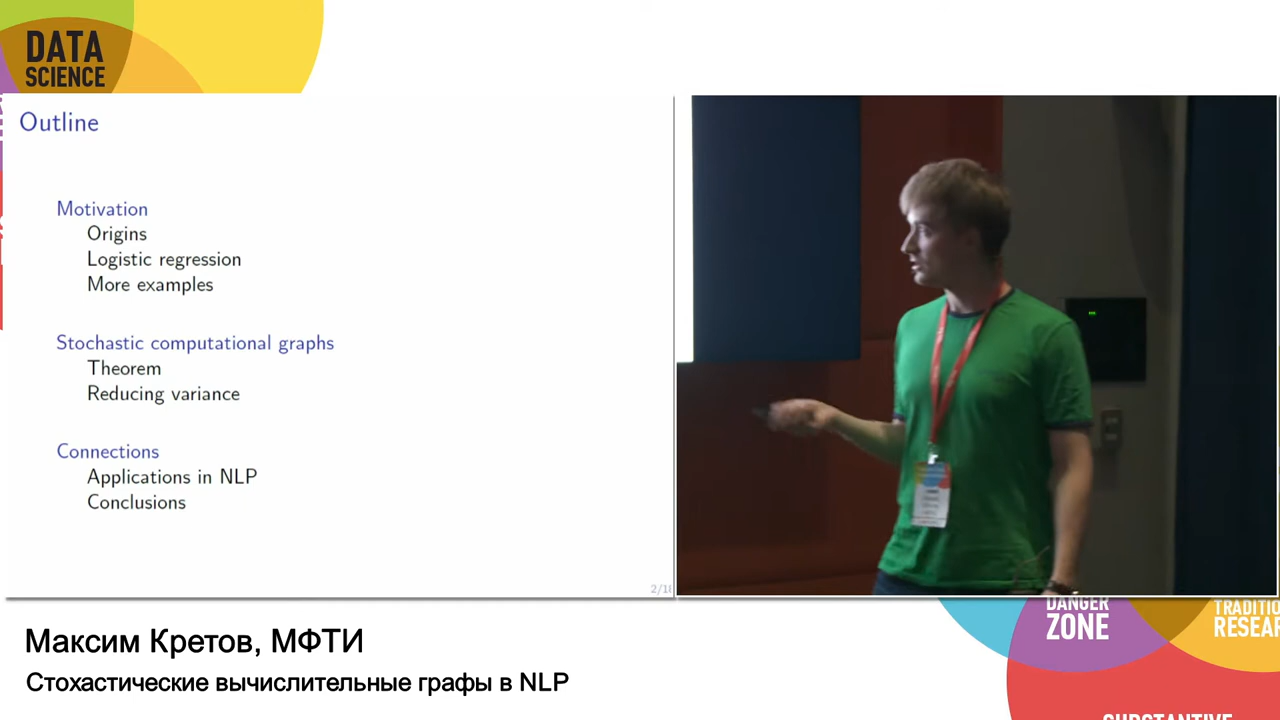 DATA
SCIENCE
Outline
Motivation
Origins
Logistic regression
More examples
Stochastic computational graphs
Theorem
Reducing variance
Connections
Applications in NLP
Conclusions
Максим Кретов, МФТИ
Стохастические вычислительные графы в NLP
DANGER
ZONE